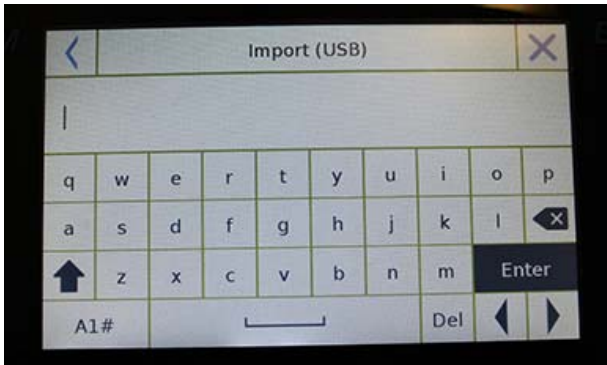 Import (USB)
q w e r t y u i o p
a s d f g h j k l
z x c v b n m Enter
A1# Del